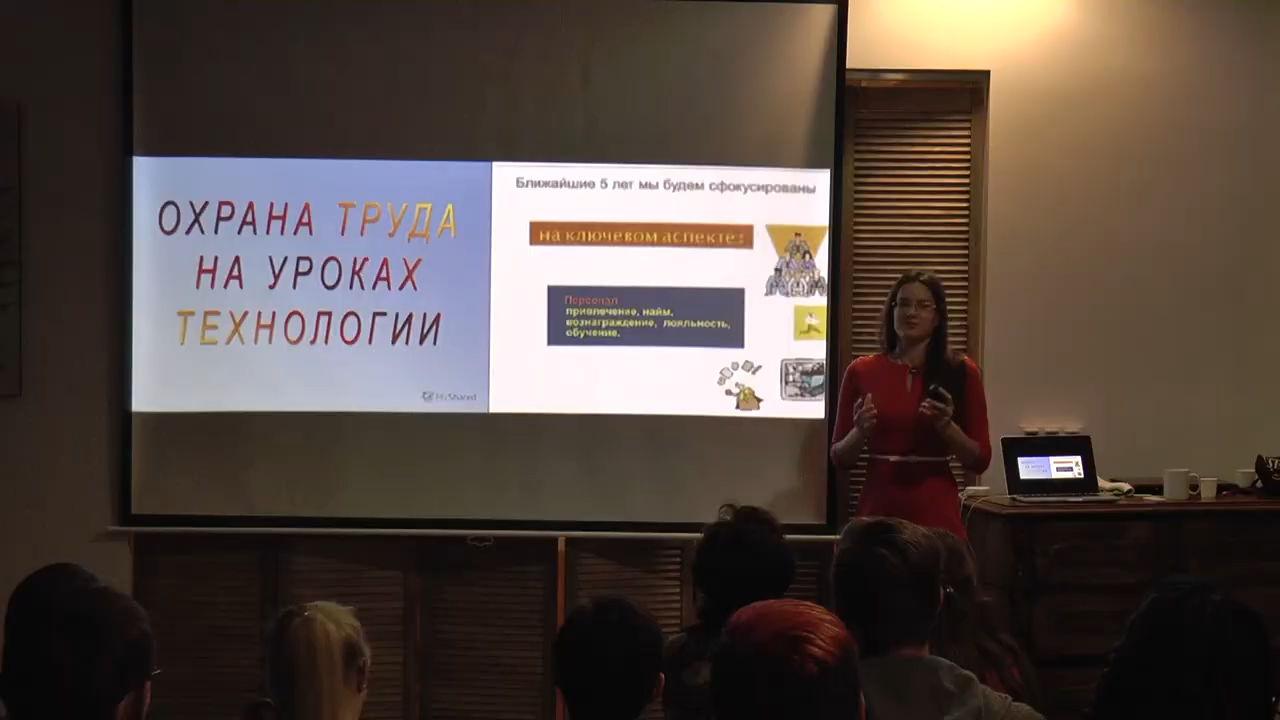 ОХРАНА ТРУДА
НА УРОКАХ
ТЕХНОЛОГИИ
MyShared
Ближайшие 5 лет мы будем сфокусированы
на ключевом аспекте:
Персонал
привлечение, найм,
вознаграждение, лояльность,
обучение.